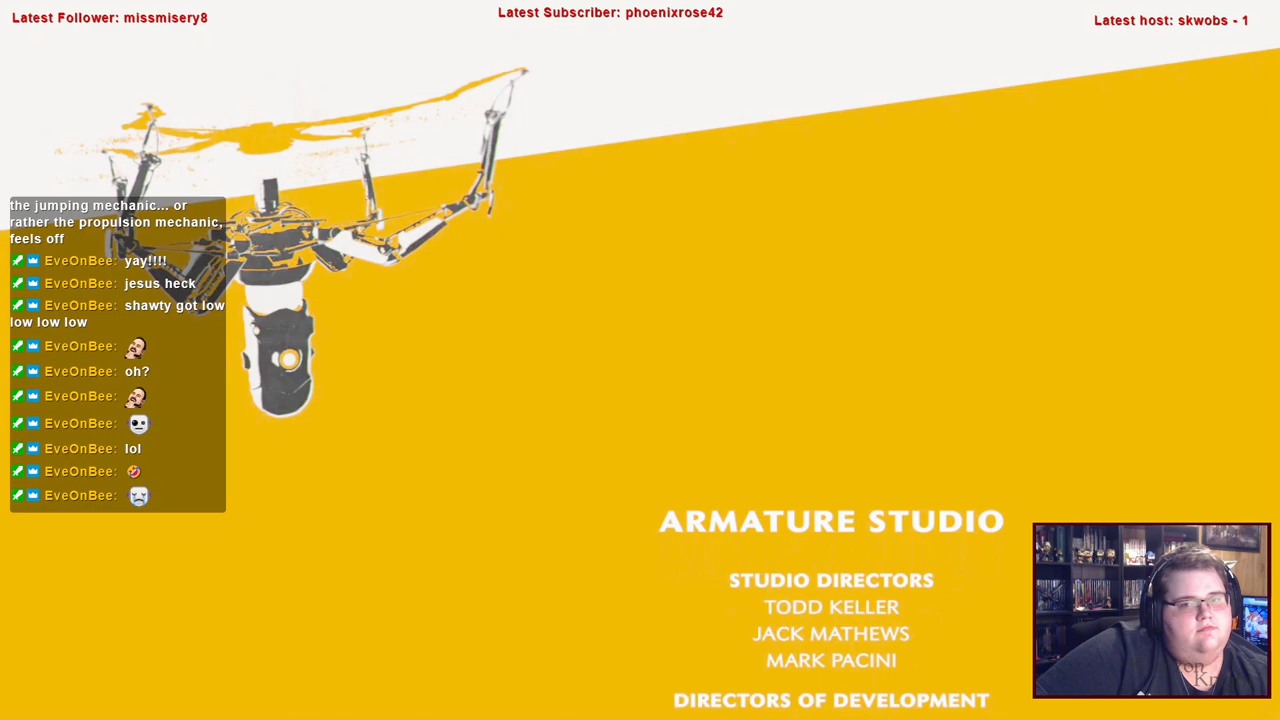 Latest Follower: missmisery8
Latest Subscriber: phoenixrose42
Latest host: skwobs - 1
the jumping mechanic... or
rather the propulsion mechanic,
feels off
EveOnBee: yay!!!!
EveOnBee: jesus heck
EveOnBee: shawty got low
low low low
EveOnBee:
EveOnBee: oh?
EveOnBee:
EveOnBee:
EveOnBee: lol
EveOnBee: 🤣
EveOnBee:
ARMATURE STUDIO
STUDIO DIRECTORS
TODD KELLER
JACK MATHEWS
MARK PACINI
DIRECTORS OF DEVELOPMENT